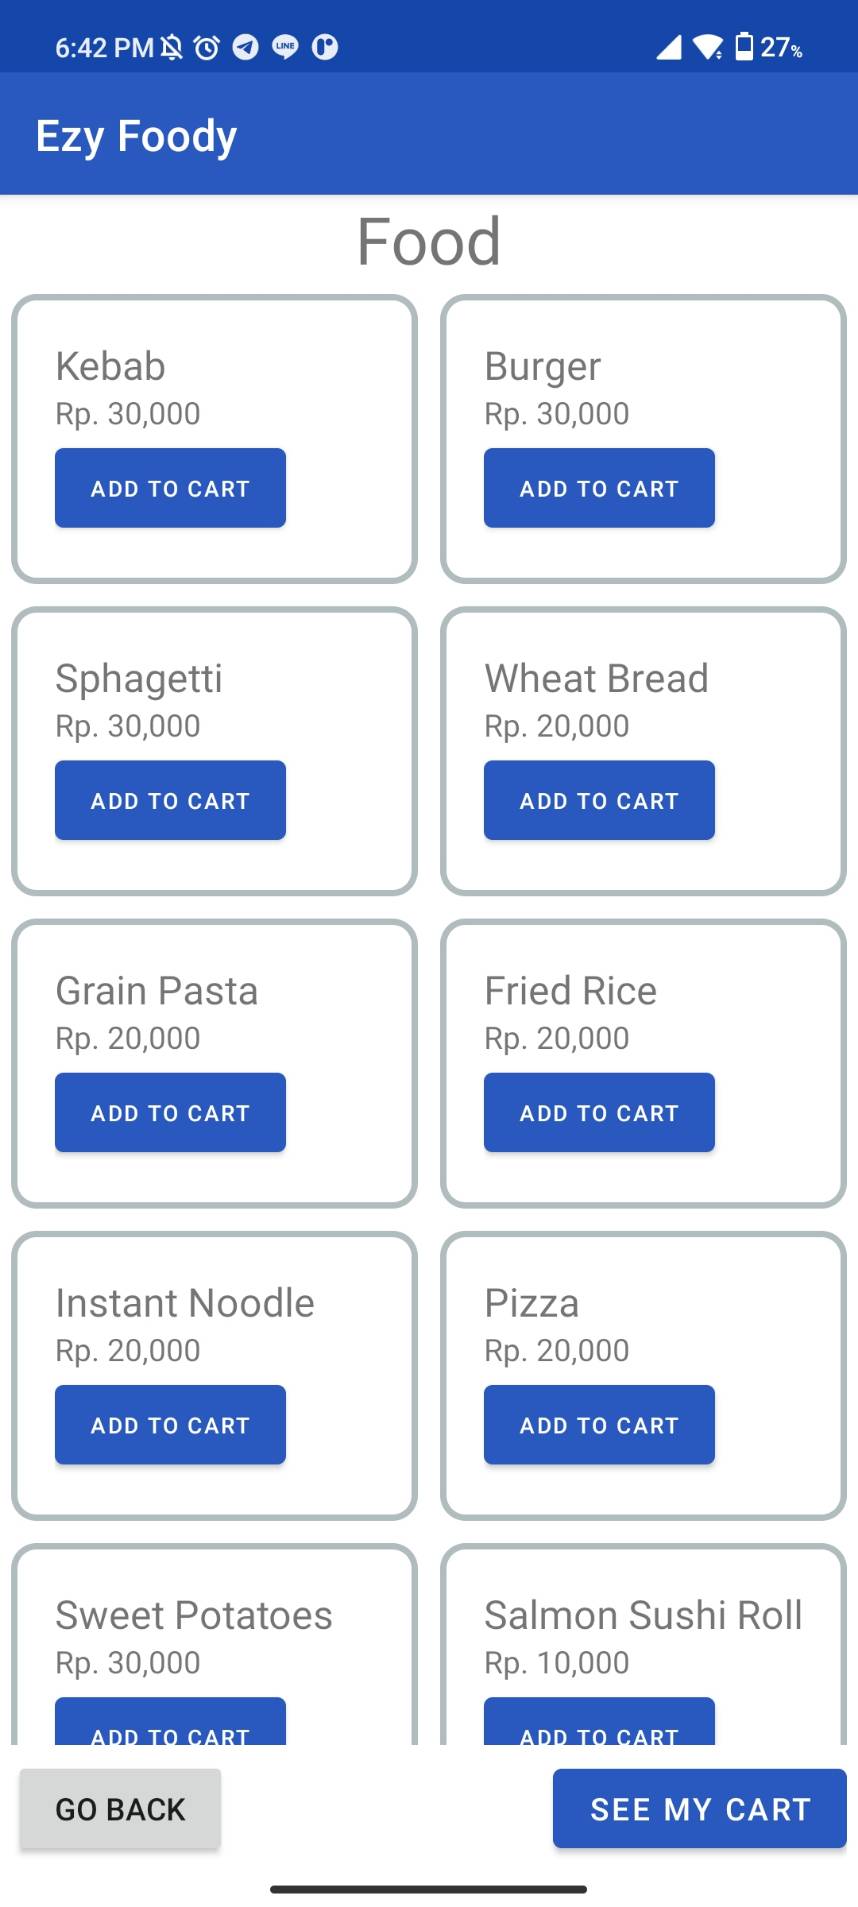 6:42 PM LINE 27%
Ezy Foody
Food
Kebab
Rp. 30,000
ADD TO CART
Burger
Rp. 30,000
ADD TO CART
Sphagetti
Rp. 30,000
ADD TO CART
Wheat Bread
Rp. 20,000
ADD TO CART
Grain Pasta
Rp. 20,000
ADD TO CART
Fried Rice
Rp. 20,000
ADD TO CART
Instant Noodle
Rp. 20,000
ADD TO CART
Pizza
Rp. 20,000
ADD TO CART
Sweet Potatoes
Rp. 30,000
ADD TO CART
Salmon Sushi Roll
Rp. 10,000
ADD TO CART
GO BACK
SEE MY CART